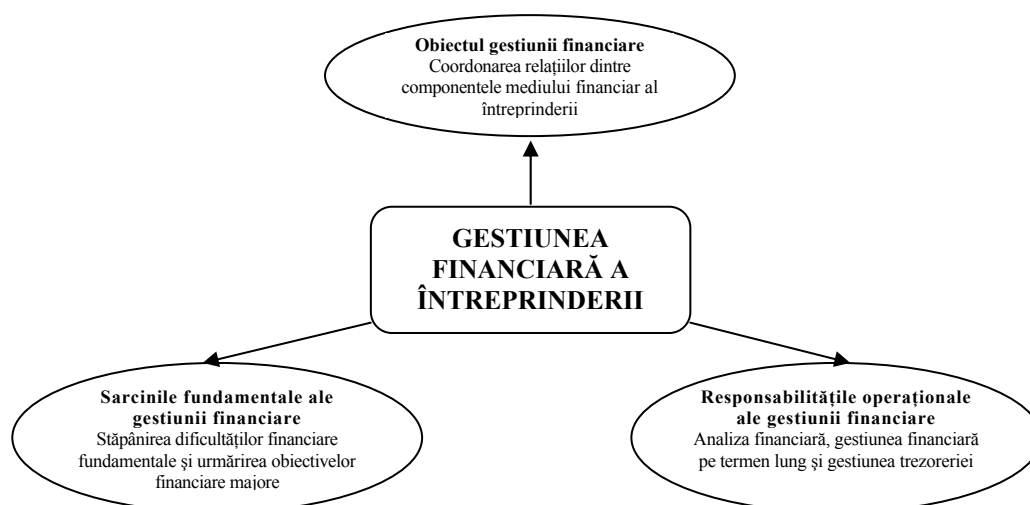 Obiectul gestiunii financiare
Coordonarea relațiilor dintre
componentele mediului financiar al
întreprinderii
GESTIUNEA
FINANCIARĂ A
ÎNTREPRINDERII
Sarcinile fundamentale ale
gestiunii financiare
Stăpânirea dificultăților financiare
fundamentale și urmărirea obiectivelor
financiare majore
Responsabilitățile operaționale
ale gestiunii financiare
Analiza financiară, gestiunea financiară
pe termen lung și gestiunea trezoreriei